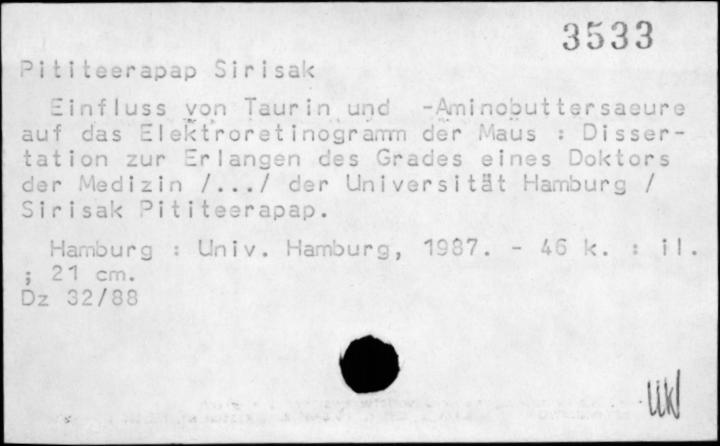 3533
Pititeerapap Sirisak
Einfluss von Taurin und -Aminobuttersaeure
auf das Elektroretinogramm der Maus : Disser-
tation zur Erlangen des Grades eines Doktors
der Medizin /.../ der Universität Hamburg /
Sirisak Pititeerapap.
Hamburg : Univ. Hamburg, 1987. - 46 k. : il.
; 21 cm.
Dz 32/88